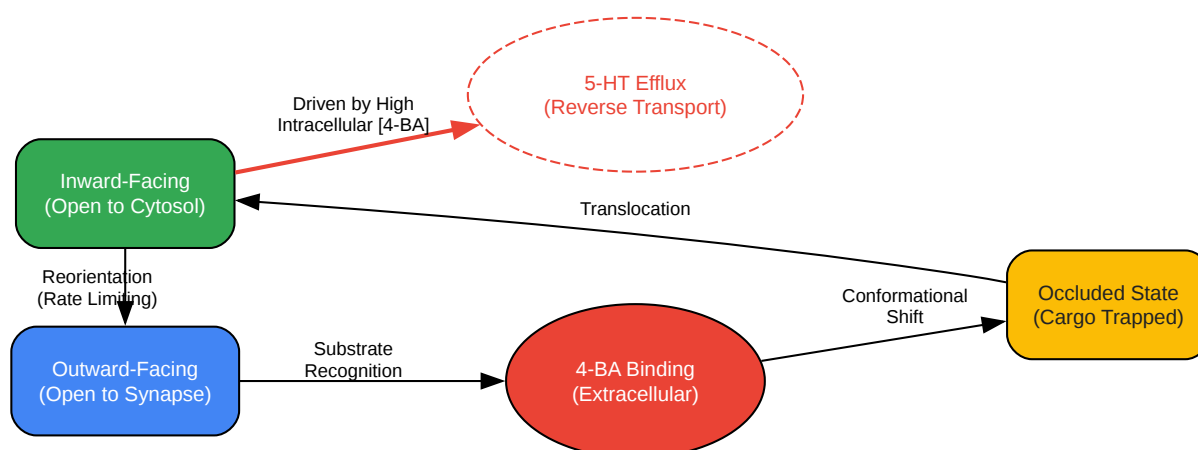 5-HT Efflux
(Reverse Transport)
Driven by High
Intracellular [4-BA]
Inward-Facing
(Open to Cytosol)
Translocation
Reorientation
(Rate Limiting)
Occluded State
(Cargo Trapped)
Conformational
Shift
Outward-Facing
(Open to Synapse)
Substrate
Recognition
4-BA Binding
(Extracellular)